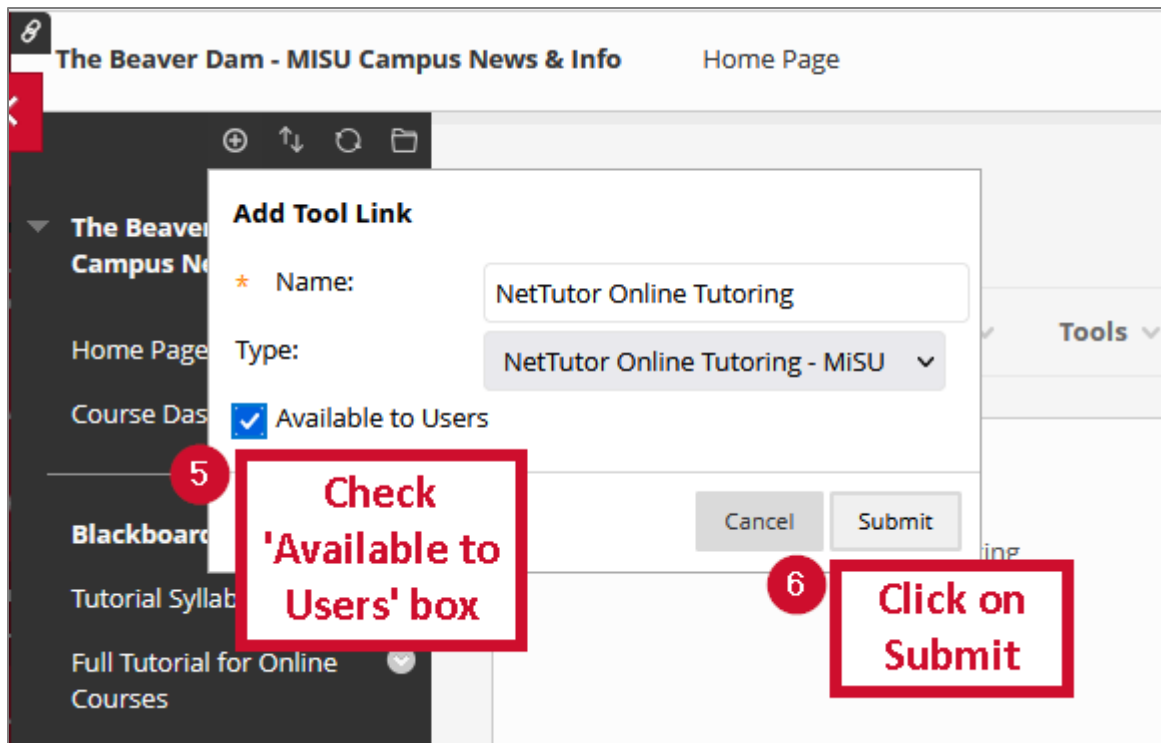 The Beaver Dam - MISU Campus News & Info Home Page
Add Tool Link
The Beaver
Campus Ne
* Name:
NetTutor Online Tutoring
Tools
Home Page
Type:
NetTutor Online Tutoring - MiSU
Course Das
Available to Users
5
Check
'Available to
Users' box
Cancel
Submit
Blackboard
ing
6
Click on
Submit
Tutorial Syllab
Full Tutorial for Online
Courses